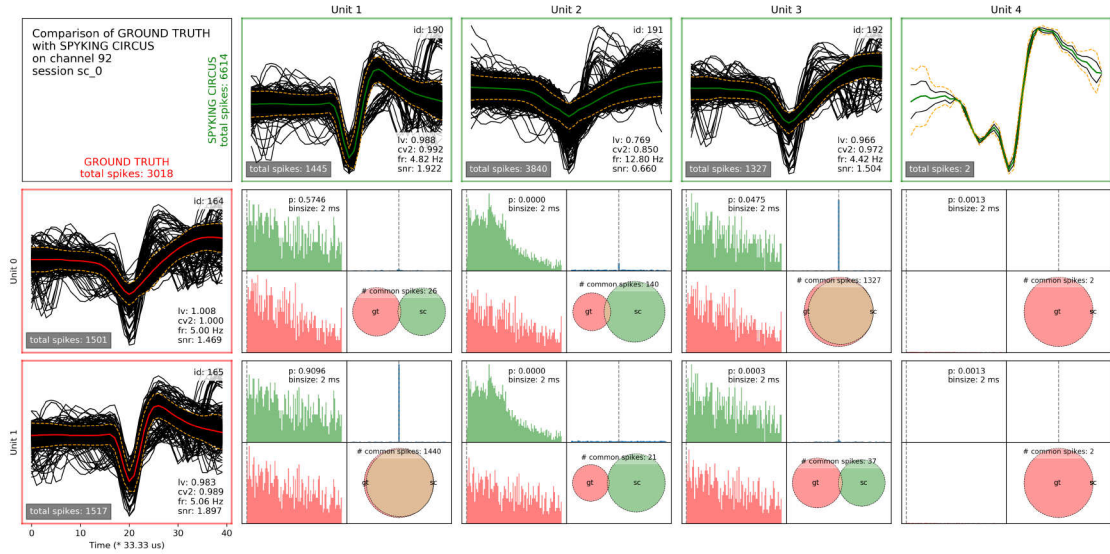 Unit 1
Unit 2
Unit 3
Unit 4
Comparison of GROUND TRUTH
with SPYKING CIRCUS
on channel 92
session sc_0
SPYKING CIRCUS
total spikes: 6614
GROUND TRUTH
total spikes: 3018
id: 190
lv: 0.988
cv2: 0.992
fr: 4.82 Hz
snr: 1.922
total spikes: 1445
id: 191
lv: 0.769
cv2: 0.850
fr: 12.80 Hz
snr: 0.660
total spikes: 3840
id: 192
lv: 0.966
cv2: 0.972
fr: 4.42 Hz
snr: 1.504
total spikes: 1327
total spikes: 2
Unit 0
id: 164
lv: 1.008
cv2: 1.000
fr: 5.00 Hz
snr: 1.469
total spikes: 1501
p: 0.5746
binsize: 2 ms
# common spikes: 26
gt
sc
p: 0.0000
binsize: 2 ms
# common spikes: 140
gt
sc
p: 0.0475
binsize: 2 ms
# common spikes: 1327
gt
sc
p: 0.0013
binsize: 2 ms
# common spikes: 2
gt
sc
Unit 1
id: 165
lv: 0.983
cv2: 0.989
fr: 5.06 Hz
snr: 1.897
total spikes: 1517
p: 0.9096
binsize: 2 ms
# common spikes: 1440
gt
sc
p: 0.0000
binsize: 2 ms
# common spikes: 21
gt
sc
p: 0.0003
binsize: 2 ms
# common spikes: 37
gt
sc
p: 0.0013
binsize: 2 ms
# common spikes: 2
gt
sc
0
10
20
30
40
Time (* 33.33 us)